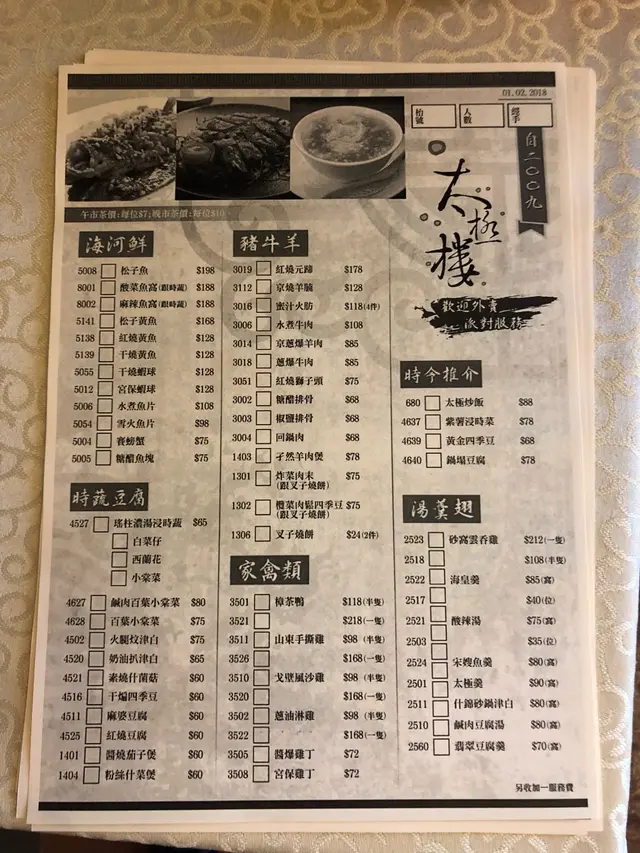 01.02.2018
枱號 人數 經手
自二〇〇九
太極樓
歡迎外賣
派對服務
午市茶價:每位$7;晚市茶價:每位$10
海河鮮
5008 松子魚 $198
8001 酸菜魚窩(跟時蔬) $188
8002 麻辣魚窩(跟時蔬) $188
5141 松子黃魚 $168
5138 紅燒黃魚 $128
5139 干燒黃魚 $128
5055 干燒蝦球 $128
5012 宮保蝦球 $128
5006 水煮魚片 $108
5054 雪火魚片 $98
5004 賽螃蟹 $75
5005 糖醋魚塊 $75
時蔬豆腐
4527 瑤柱濃湯浸時蔬 $65
白菜仔
西蘭花
小棠菜
4627 鹹肉百葉小棠菜 $80
4628 百葉小棠菜 $75
4502 火腿炆津白 $75
4520 奶油扒津白 $65
4521 素燒什菌菇 $60
4516 干煸四季豆 $60
4511 麻婆豆腐 $60
4525 紅燒豆腐 $60
1401 醬燒茄子煲 $60
1404 粉絲什菜煲 $60
豬牛羊
3019 紅燒元蹄 $178
3112 京燒羊腩 $128
3016 蜜汁火肪 $118(4件)
3006 水煮牛肉 $108
3014 京蔥爆羊肉 $85
3018 蔥爆牛肉 $85
3051 紅燒獅子頭 $75
3002 糖醋排骨 $68
3003 椒鹽排骨 $68
3004 回鍋肉 $68
1403 孜然羊肉煲 $78
1301 炸菜肉末 $75
(跟叉子燒餅)
1302 欖菜肉鬆四季豆 $75
(跟叉子燒餅)
1306 叉子燒餅 $24(2件)
家禽類
3501 樟茶鴨 $118(半隻)
3521 $218(一隻)
3511 山東手撕雞 $98 (半隻)
3526 $168(一隻)
3510 戈壁風沙雞 $98 (半隻)
3520 $168(一隻)
3502 蔥油淋雞 $98 (半隻)
3522 $168(一隻)
3505 醬爆雞丁 $72
3508 宮保雞丁 $72
時令推介
680 太極炒飯 $88
4637 紫薯浸時菜 $78
4639 黃金四季豆 $68
4640 鍋塌豆腐 $78
湯羹翅
2523 砂窩雲吞雞 $212(一隻)
2518 $108(半隻)
2522 海皇羹 $85(窩)
2517 $40(位)
2521 酸辣湯 $75(窩)
2503 $35(位)
2524 宋嫂魚羹 $80(窩)
2501 太極羹 $90(窩)
2511 什錦砂鍋津白 $80(窩)
2510 鹹肉豆腐湯 $80(窩)
2560 翡翠豆腐羹 $70(窩)
另收加一服務費